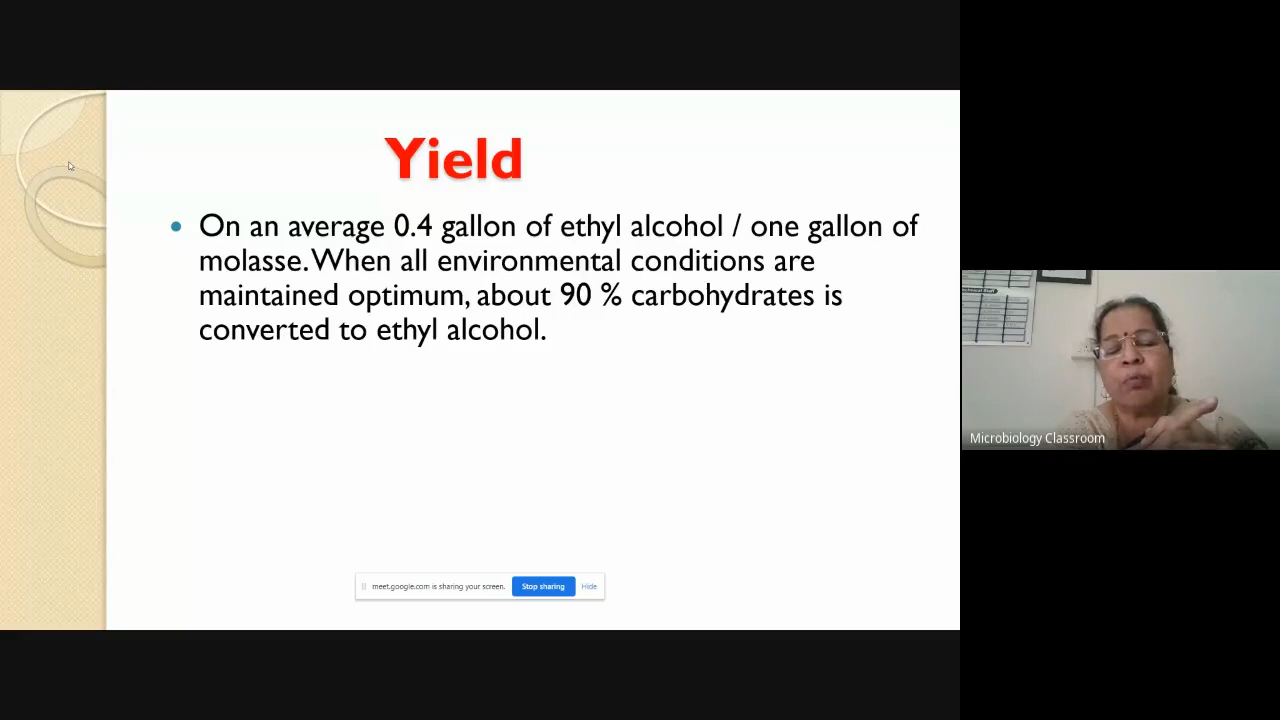 Yield
• On an average 0.4 gallon of ethyl alcohol / one gallon of
molasse. When all environmental conditions are
maintained optimum, about 90 % carbohydrates is
converted to ethyl alcohol.
meet.google.com is sharing your screen. Stop sharing Hide
Microbiology Classroom